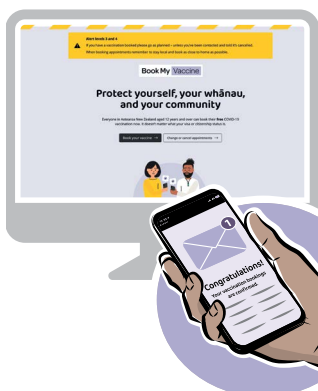 Alert levels 3 and 4
If you have a vaccination booked please go as planned – unless you've been contacted and told it's cancelled.
When booking appointments remember to stay local and book as close to home as possible.
Book My Vaccine
Protect yourself, your whānau,
and your community
Everyone in Aotearoa New Zealand aged 12 years and over can book their free COVID-19
vaccination now. It doesn't matter what your visa or citizenship status is.
Book your vaccine →
Change or cancel appointments →
1
Congratulations!
Your vaccination bookings
are confirmed.